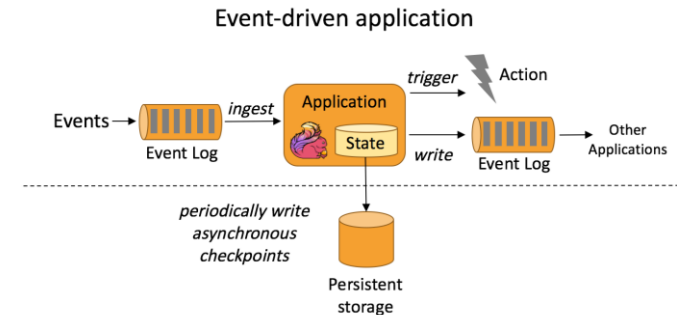 Event-driven application
Events
Event Log
ingest
Application
State
trigger
Action
write
Event Log
Other
Applications
periodically write
asynchronous
checkpoints
Persistent
storage